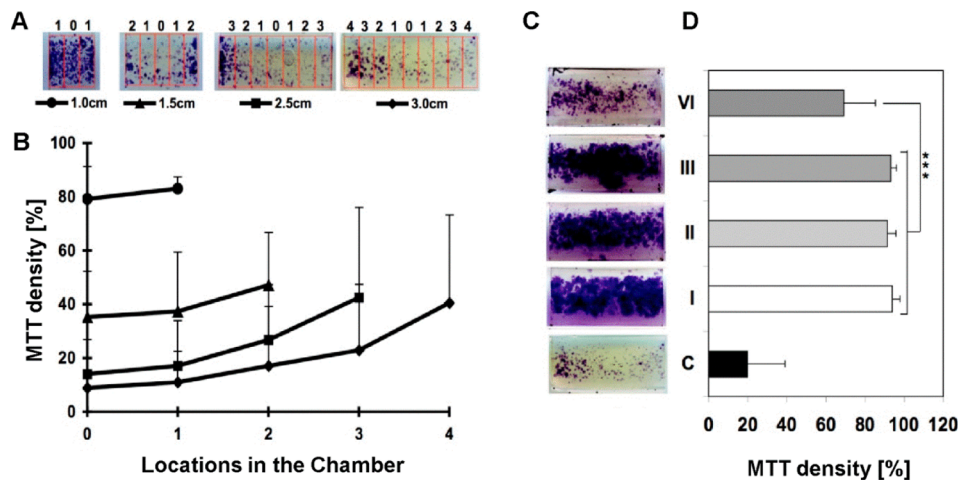 A
1 0 1
2 1 0 1 2
3 2 1 0 1 2 3
4 3 2 1 0 1 2 3 4
1.0cm
1.5cm
2.5cm
3.0cm
B
MTT density [%]
100
80
60
40
20
0
0 1 2 3 4
Locations in the Chamber
C
D
VI
III
II
I
C
***
0 20 40 60 80 100 120
MTT density [%]